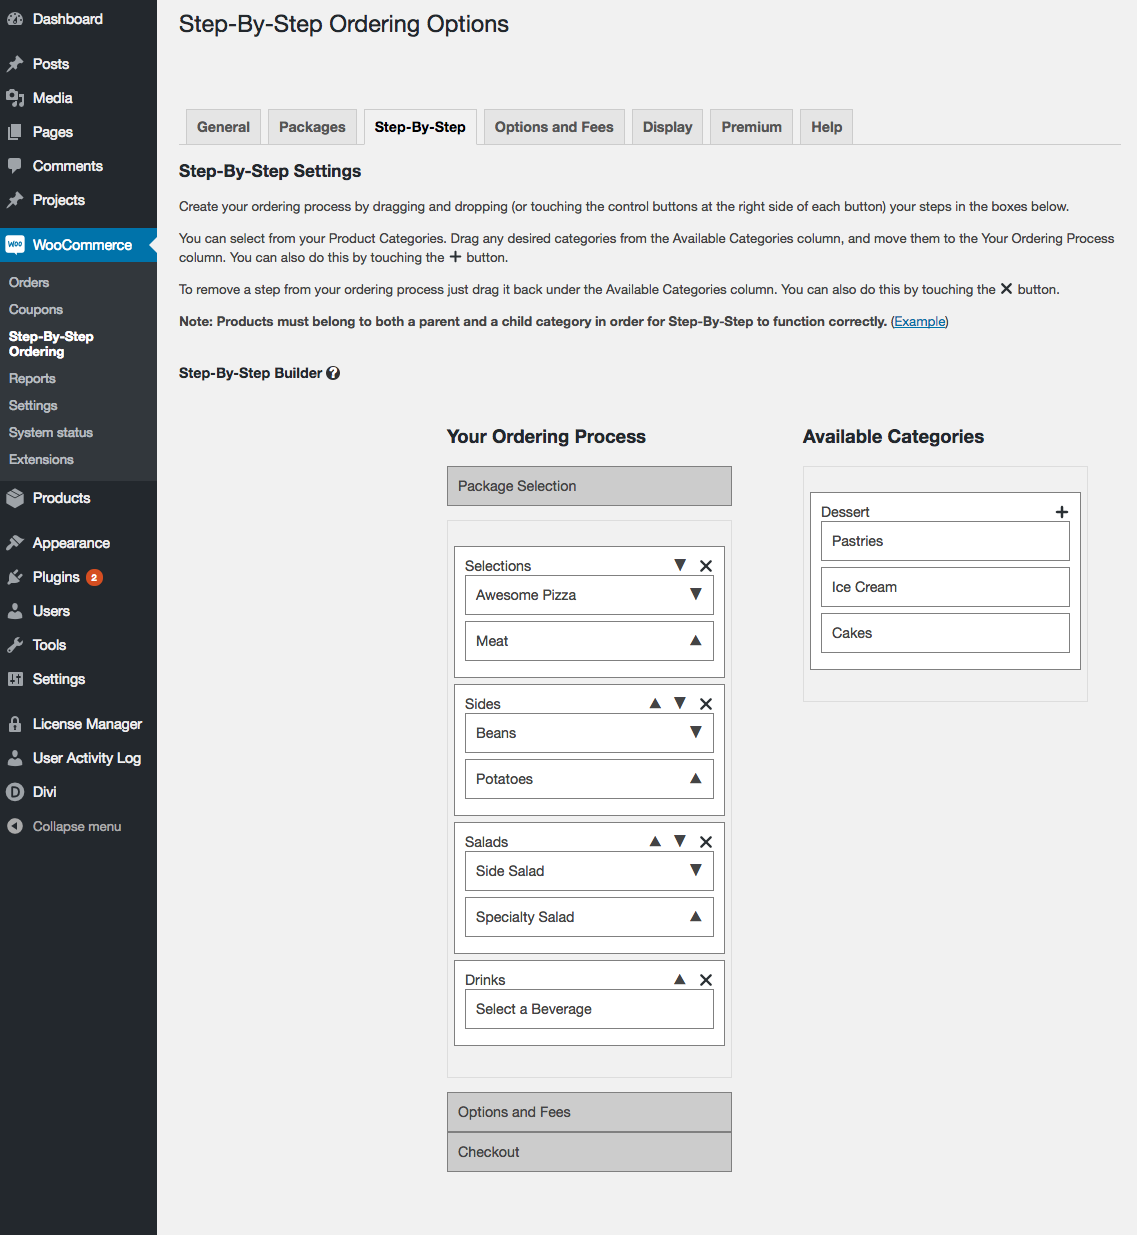 Dashboard
Posts
Media
Pages
Comments
Projects
woo WooCommerce
Orders
Coupons
Step-By-Step
Ordering
Reports
Settings
System status
Extensions
Products
Appearance
Plugins 2
Users
Tools
Settings
License Manager
User Activity Log
D Divi
Collapse menu
Step-By-Step Ordering Options
General Packages Step-By-Step Options and Fees Display Premium Help
Step-By-Step Settings
Create your ordering process by dragging and dropping (or touching the control buttons at the right side of each button) your steps in the boxes below.
You can select from your Product Categories. Drag any desired categories from the Available Categories column, and move them to the Your Ordering Process
column. You can also do this by touching the + button.
To remove a step from your ordering process just drag it back under the Available Categories column. You can also do this by touching the ✕ button.
Note: Products must belong to both a parent and a child category in order for Step-By-Step to function correctly. (Example)
Step-By-Step Builder ?
Your Ordering Process
Package Selection
Selections ▼ ✕
Awesome Pizza ▼
Meat ▲
Sides ▲ ▼ ✕
Beans ▼
Potatoes ▲
Salads ▲ ▼ ✕
Side Salad ▼
Specialty Salad ▲
Drinks ▲ ✕
Select a Beverage
Options and Fees
Checkout
Available Categories
Dessert +
Pastries
Ice Cream
Cakes